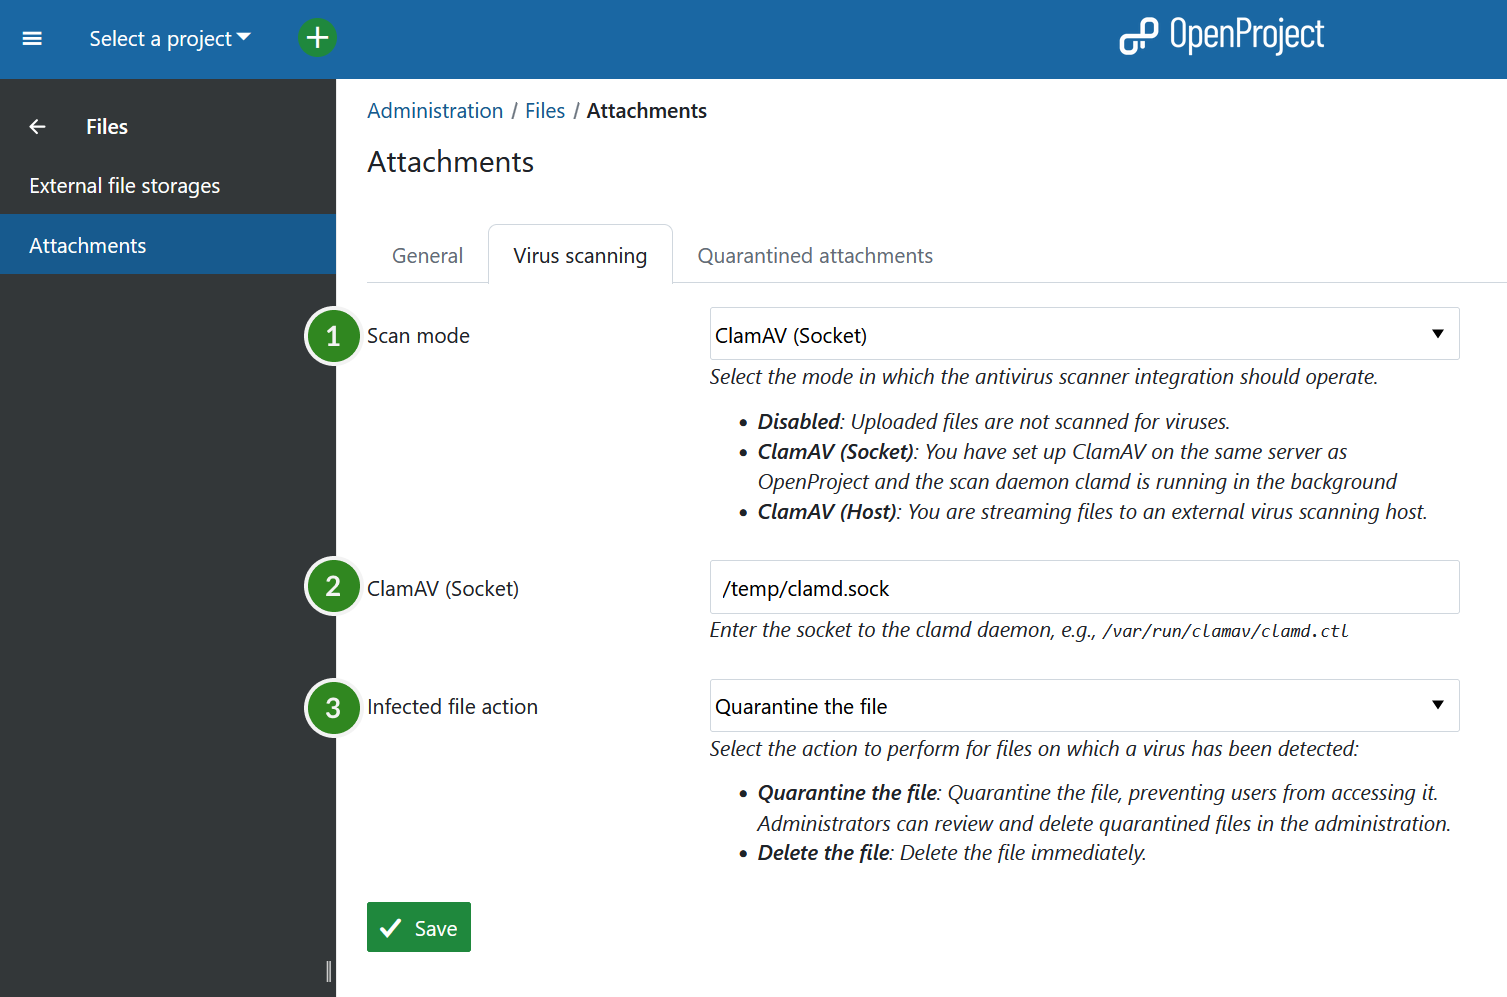 Select a project
OpenProject
Files
External file storages
Attachments
Administration / Files / Attachments
Attachments
General
Virus scanning
Quarantined attachments
1
Scan mode
ClamAV (Socket)
Select the mode in which the antivirus scanner integration should operate.
• Disabled: Uploaded files are not scanned for viruses.
• ClamAV (Socket): You have set up ClamAV on the same server as
OpenProject and the scan daemon clamd is running in the background
• ClamAV (Host): You are streaming files to an external virus scanning host.
2
ClamAV (Socket)
/temp/clamd.sock
Enter the socket to the clamd daemon, e.g., /var/run/clamav/clamd.ctl
3
Infected file action
Quarantine the file
Select the action to perform for files on which a virus has been detected:
• Quarantine the file: Quarantine the file, preventing users from accessing it.
Administrators can review and delete quarantined files in the administration.
• Delete the file: Delete the file immediately.
Save